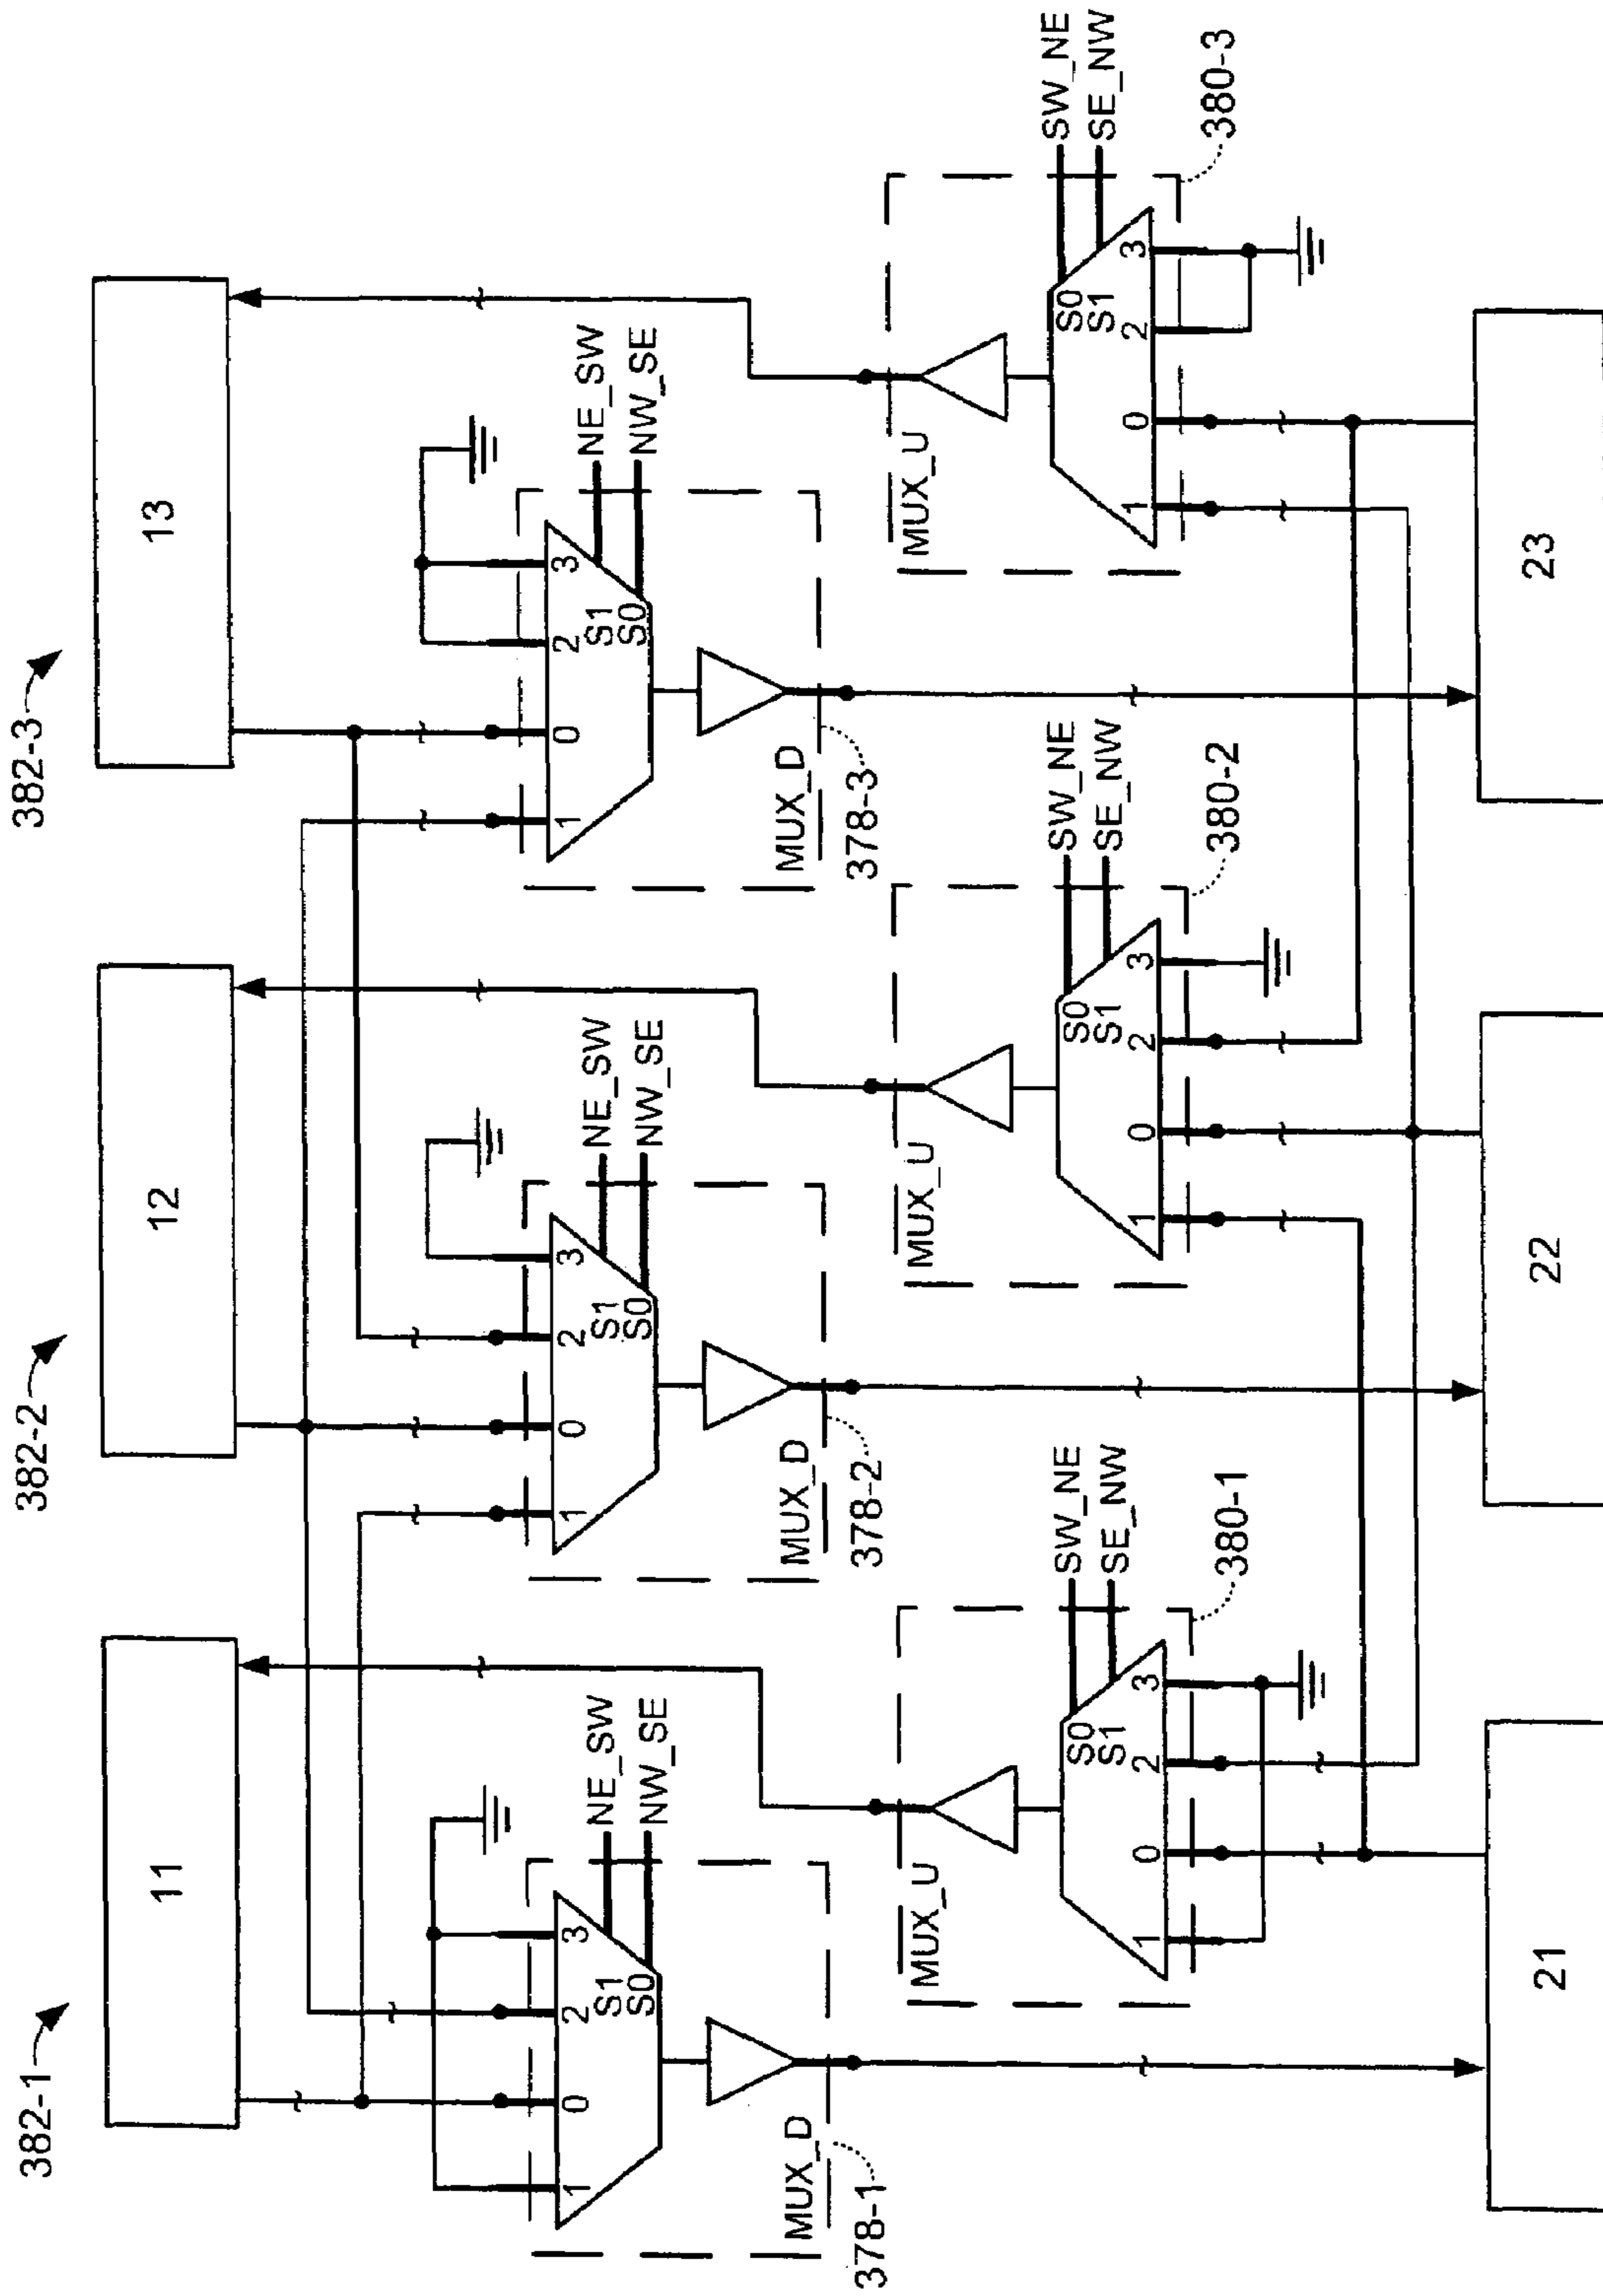 382-1
382-2
382-3
11
12
13
1 0 2 3
S1 NE_SW
S0 NW_SE
MUX_D
378-1
1 0 2 3
S1 NE_SW
S0 NW_SE
MUX_D
378-2
1 0 2 3
S1 NE_SW
S0 NW_SE
MUX_D
378-3
MUX_U
S0 SW_NE
S1 SE_NW
1 0 2 3
380-1
MUX_U
S0 SW_NE
S1 SE_NW
1 0 2 3
380-2
MUX_U
S0 SW_NE
S1 SE_NW
1 0 2 3
380-3
21
22
23